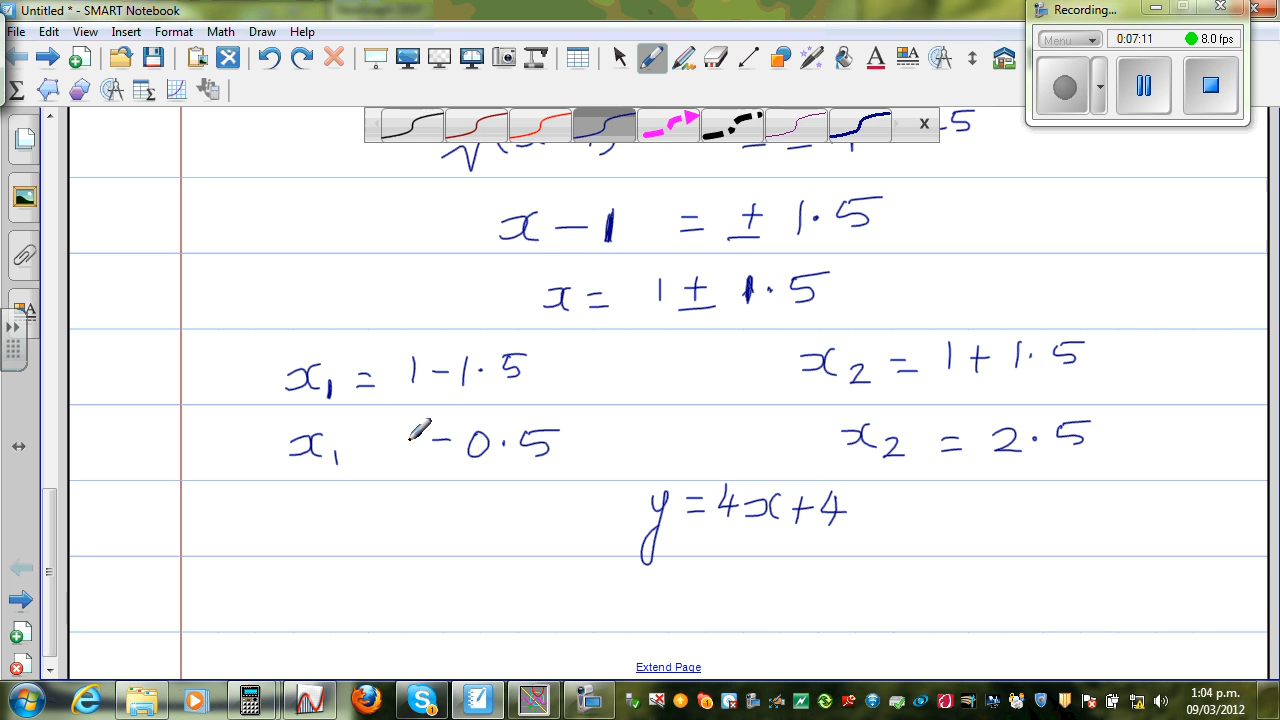 Untitled * - SMART Notebook
Recording...
File Edit View Insert Format Math Draw Help
Menu
0:07:11
8.0 fps
x
x - 1 = ± 1.5
x = 1 ± 1.5
x₁ = 1 - 1.5
x₂ = 1 + 1.5
x₁ - 0.5
x₂ = 2.5
y = 4x + 4
Extend Page
1:04 p.m.
09/03/2012